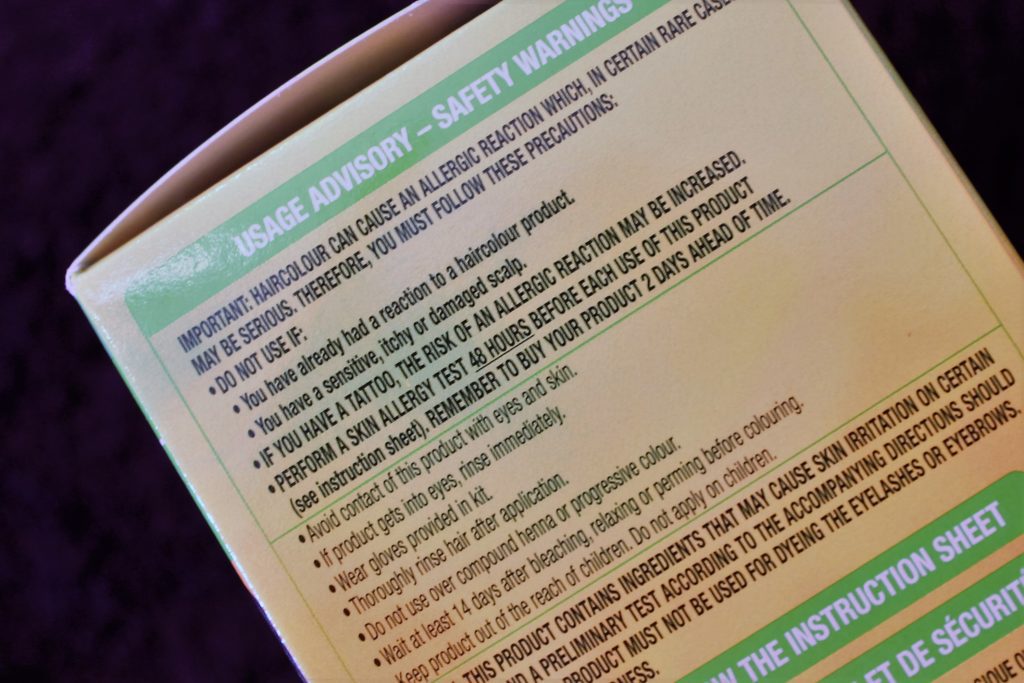 USAGE ADVISORY – SAFETY WARNINGS
IMPORTANT: HAIRCOLOUR CAN CAUSE AN ALLERGIC REACTION WHICH, IN CERTAIN RARE CASES
MAY BE SERIOUS. THEREFORE, YOU MUST FOLLOW THESE PRECAUTIONS:
• DO NOT USE IF:
• You have already had a reaction to a haircolour product.
• You have a sensitive, itchy or damaged scalp.
• IF YOU HAVE A TATTOO, THE RISK OF AN ALLERGIC REACTION MAY BE INCREASED.
• PERFORM A SKIN ALLERGY TEST 48 HOURS BEFORE EACH USE OF THIS PRODUCT
(see instruction sheet). REMEMBER TO BUY YOUR PRODUCT 2 DAYS AHEAD OF TIME.
• Avoid contact of this product with eyes and skin.
• If product gets into eyes, rinse immediately.
• Wear gloves provided in kit.
• Thoroughly rinse hair after application.
• Do not use over compound henna or progressive colour.
• Wait at least 14 days after bleaching, relaxing or perming before colouring.
Keep product out of the reach of children. Do not apply on children.
THIS PRODUCT CONTAINS INGREDIENTS THAT MAY CAUSE SKIN IRRITATION ON CERTAIN
A PRELIMINARY TEST ACCORDING TO THE ACCOMPANYING DIRECTIONS SHOULD
PRODUCT MUST NOT BE USED FOR DYEING THE EYELASHES OR EYEBROWS.
THE INSTRUCTION SHEET
ET DE SÉCURITÉ